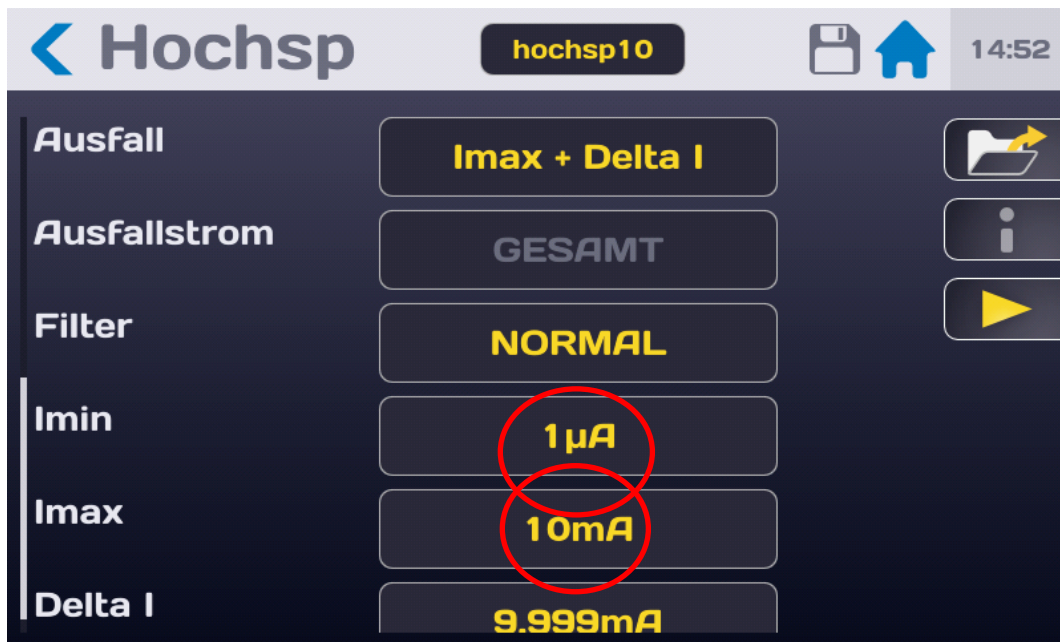 Hochsp hochsp10 14:52
Ausfall Imax + Delta I
Ausfallstrom GESAMT
Filter NORMAL
Imin 1µA
Imax 10mA
Delta I 9.999mA